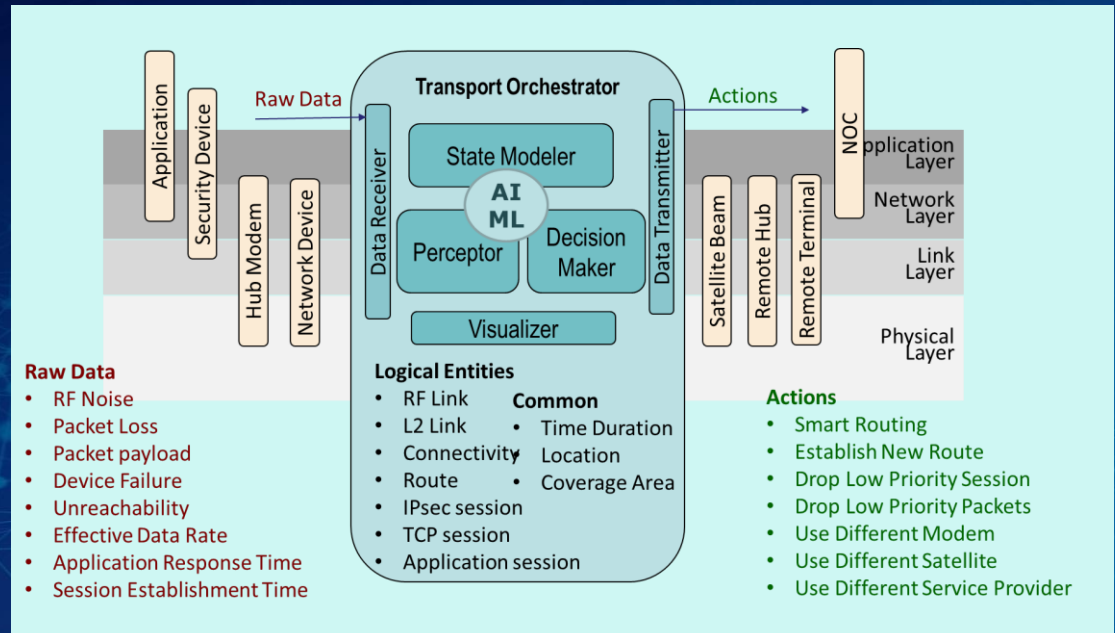 Application
Security Device
Hub Modem
Network Device
Raw Data
Transport Orchestrator
Data Receiver
State Modeler
AI
ML
Perceptor
Decision
Maker
Visualizer
Data Transmitter
Actions
Satellite Beam
Remote Hub
Remote Terminal
NOC
pplication
Layer
Network
Layer
Link
Layer
Physical
Layer
Raw Data
• RF Noise
• Packet Loss
• Packet payload
• Device Failure
• Unreachability
• Effective Data Rate
• Application Response Time
• Session Establishment Time
Logical Entities
• RF Link
• L2 Link
• Connectivity
• Route
• IPsec session
• TCP session
• Application session
Common
• Time Duration
• Location
• Coverage Area
Actions
• Smart Routing
• Establish New Route
• Drop Low Priority Session
• Drop Low Priority Packets
• Use Different Modem
• Use Different Satellite
• Use Different Service Provider